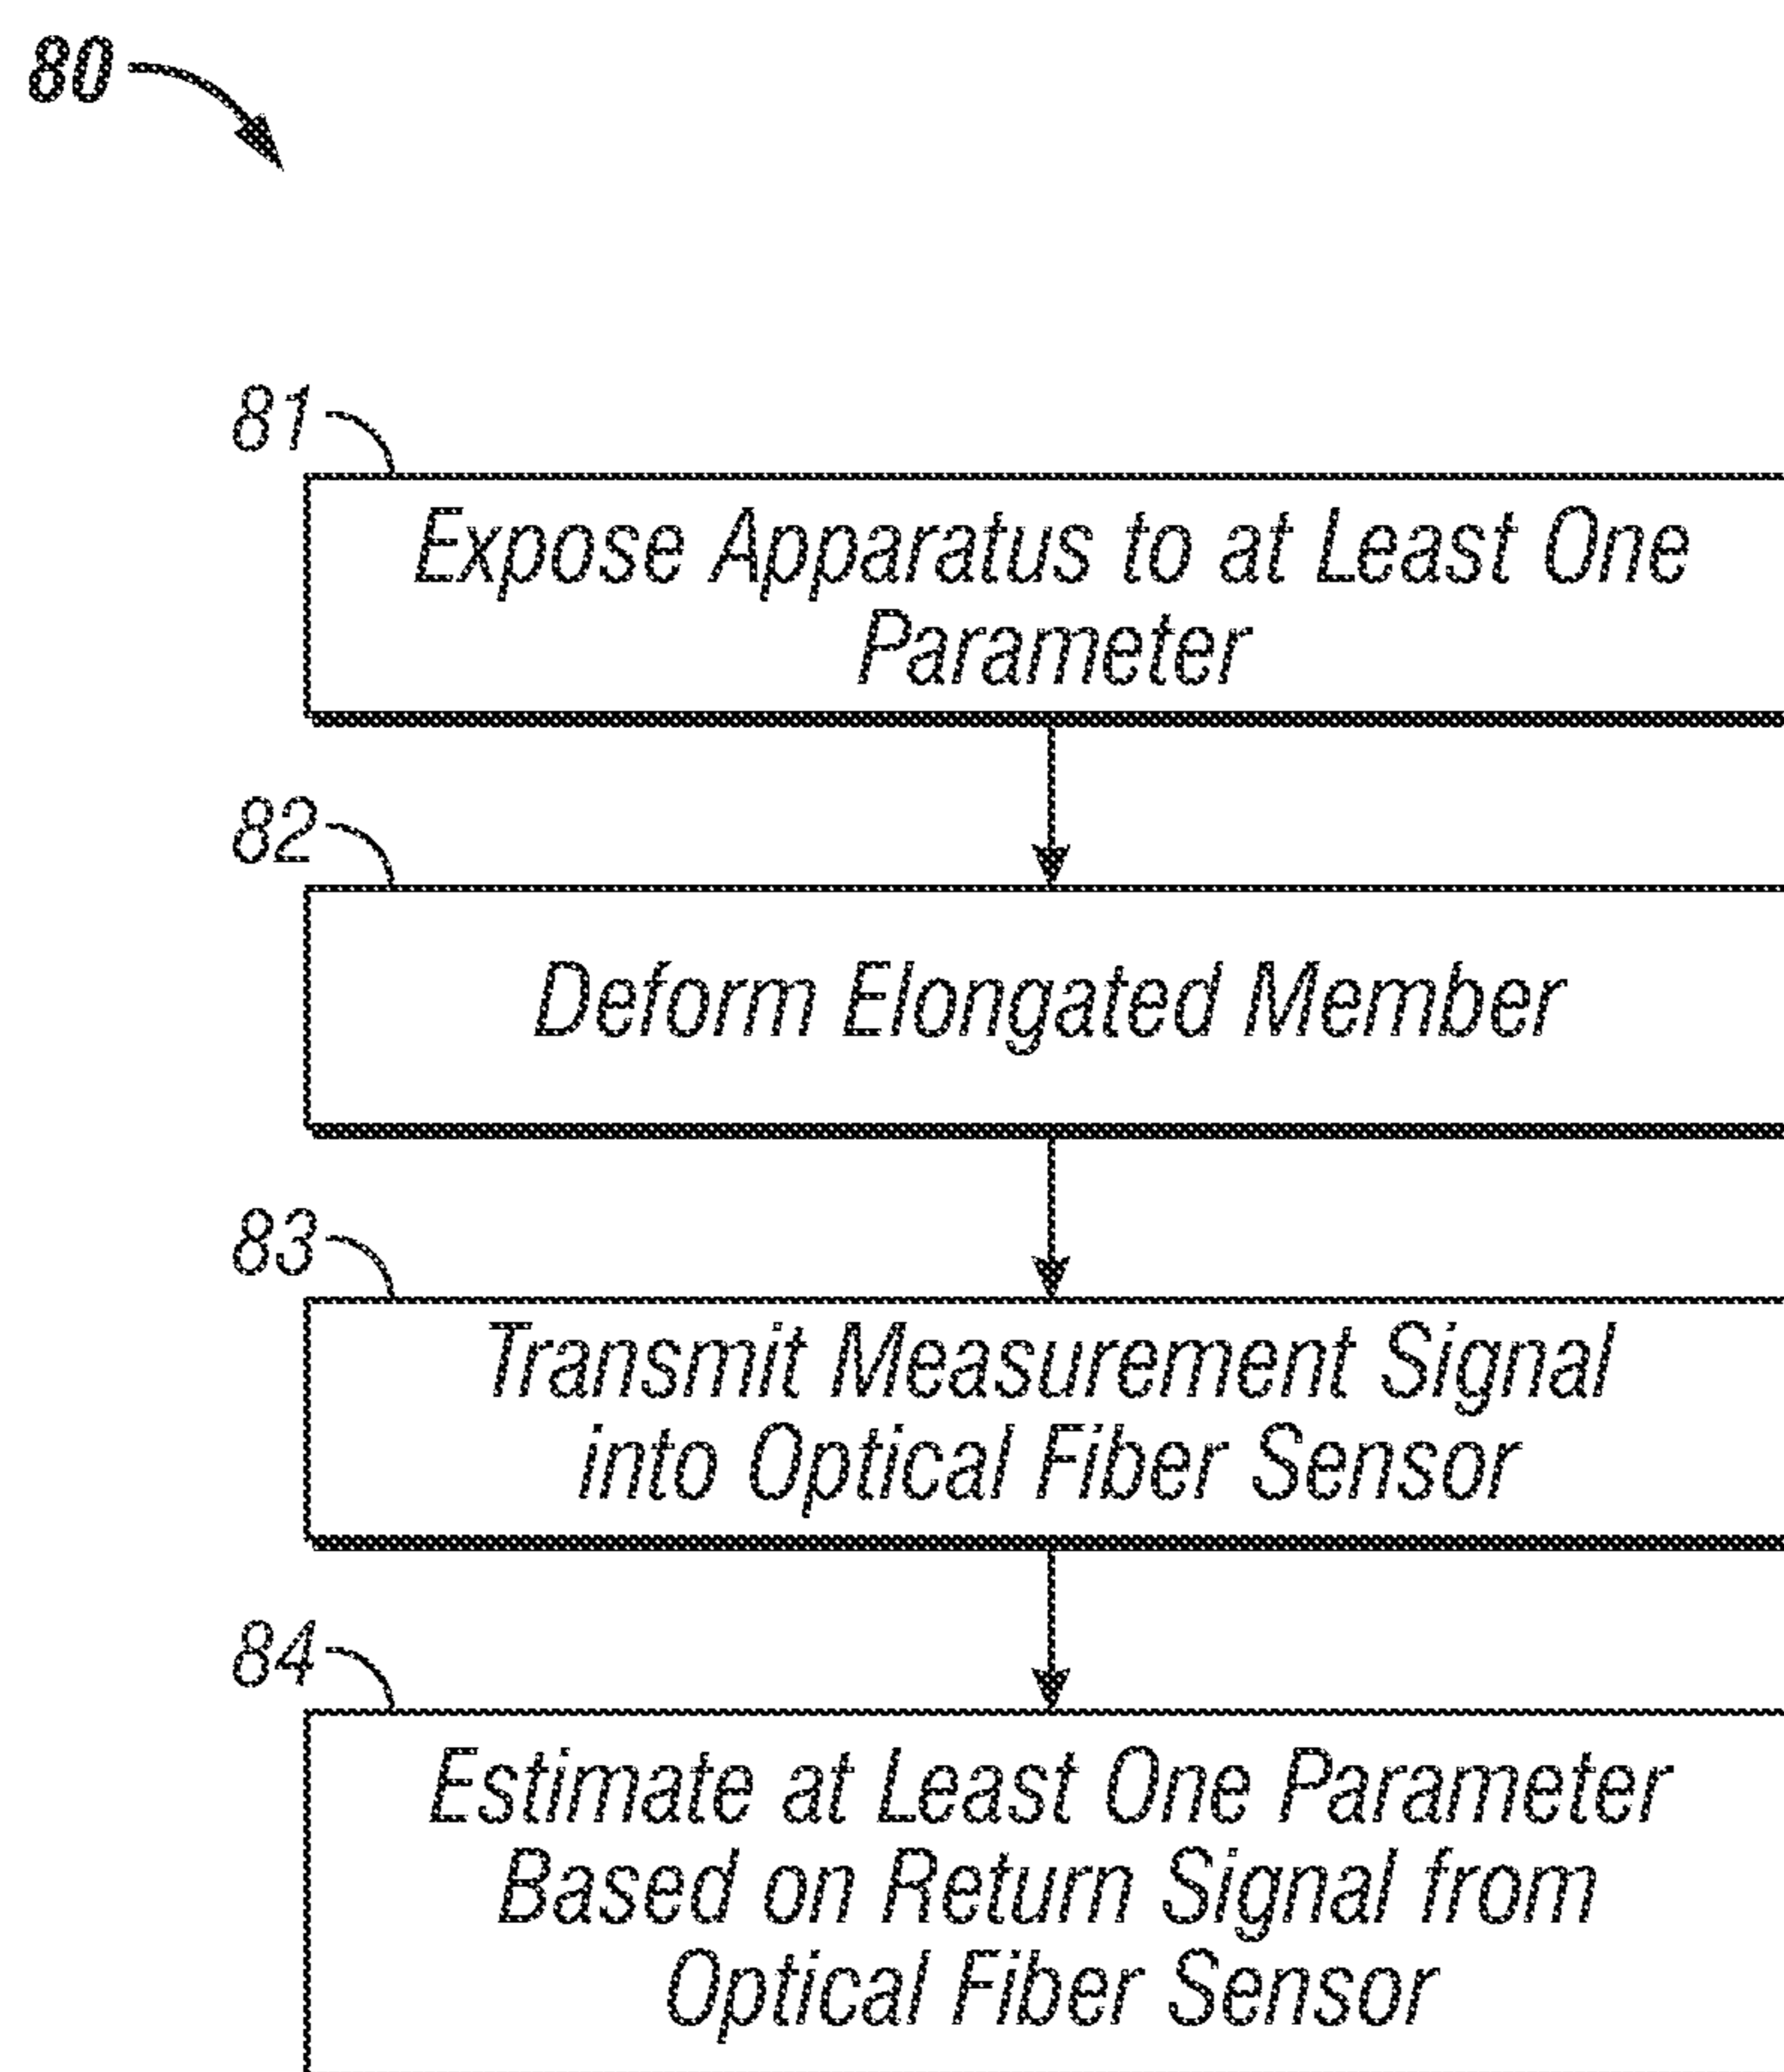 80
81
Expose Apparatus to at Least One
Parameter
82
Deform Elongated Member
83
Transmit Measurement Signal
into Optical Fiber Sensor
84
Estimate at Least One Parameter
Based on Return Signal from
Optical Fiber Sensor